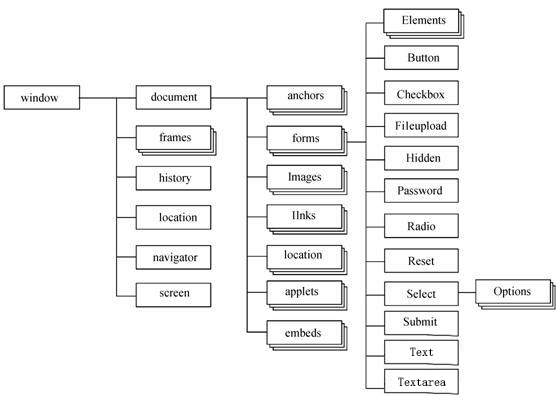 window
document
frames
history
location
navigator
screen
anchors
forms
Images
IInks
location
applets
embeds
Elements
Button
Checkbox
Fileupload
Hidden
Password
Radio
Reset
Select
Submit
Text
Textarea
Options